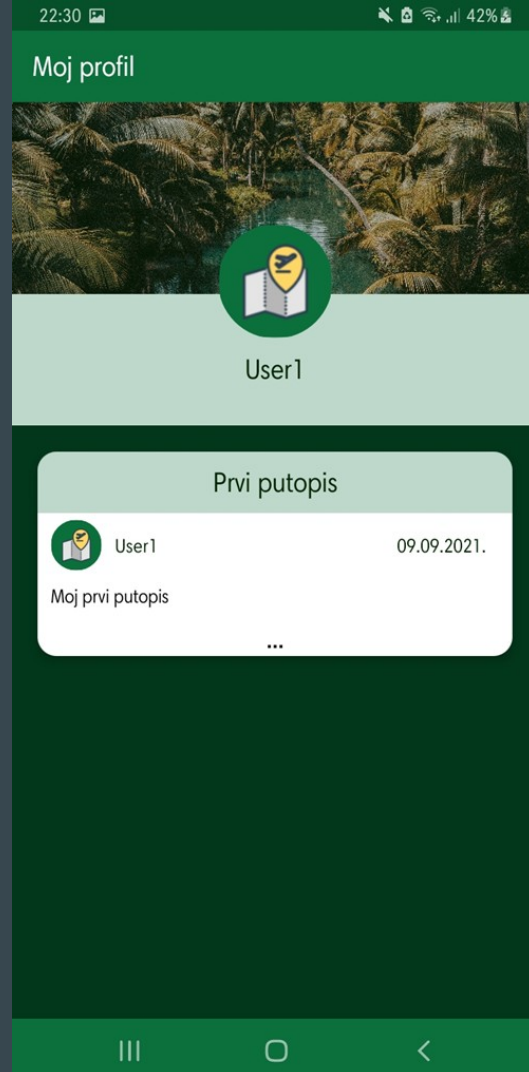 22:30
42%
Moj profil
User1
Prvi putopis
User1
09.09.2021.
Moj prvi putopis
...